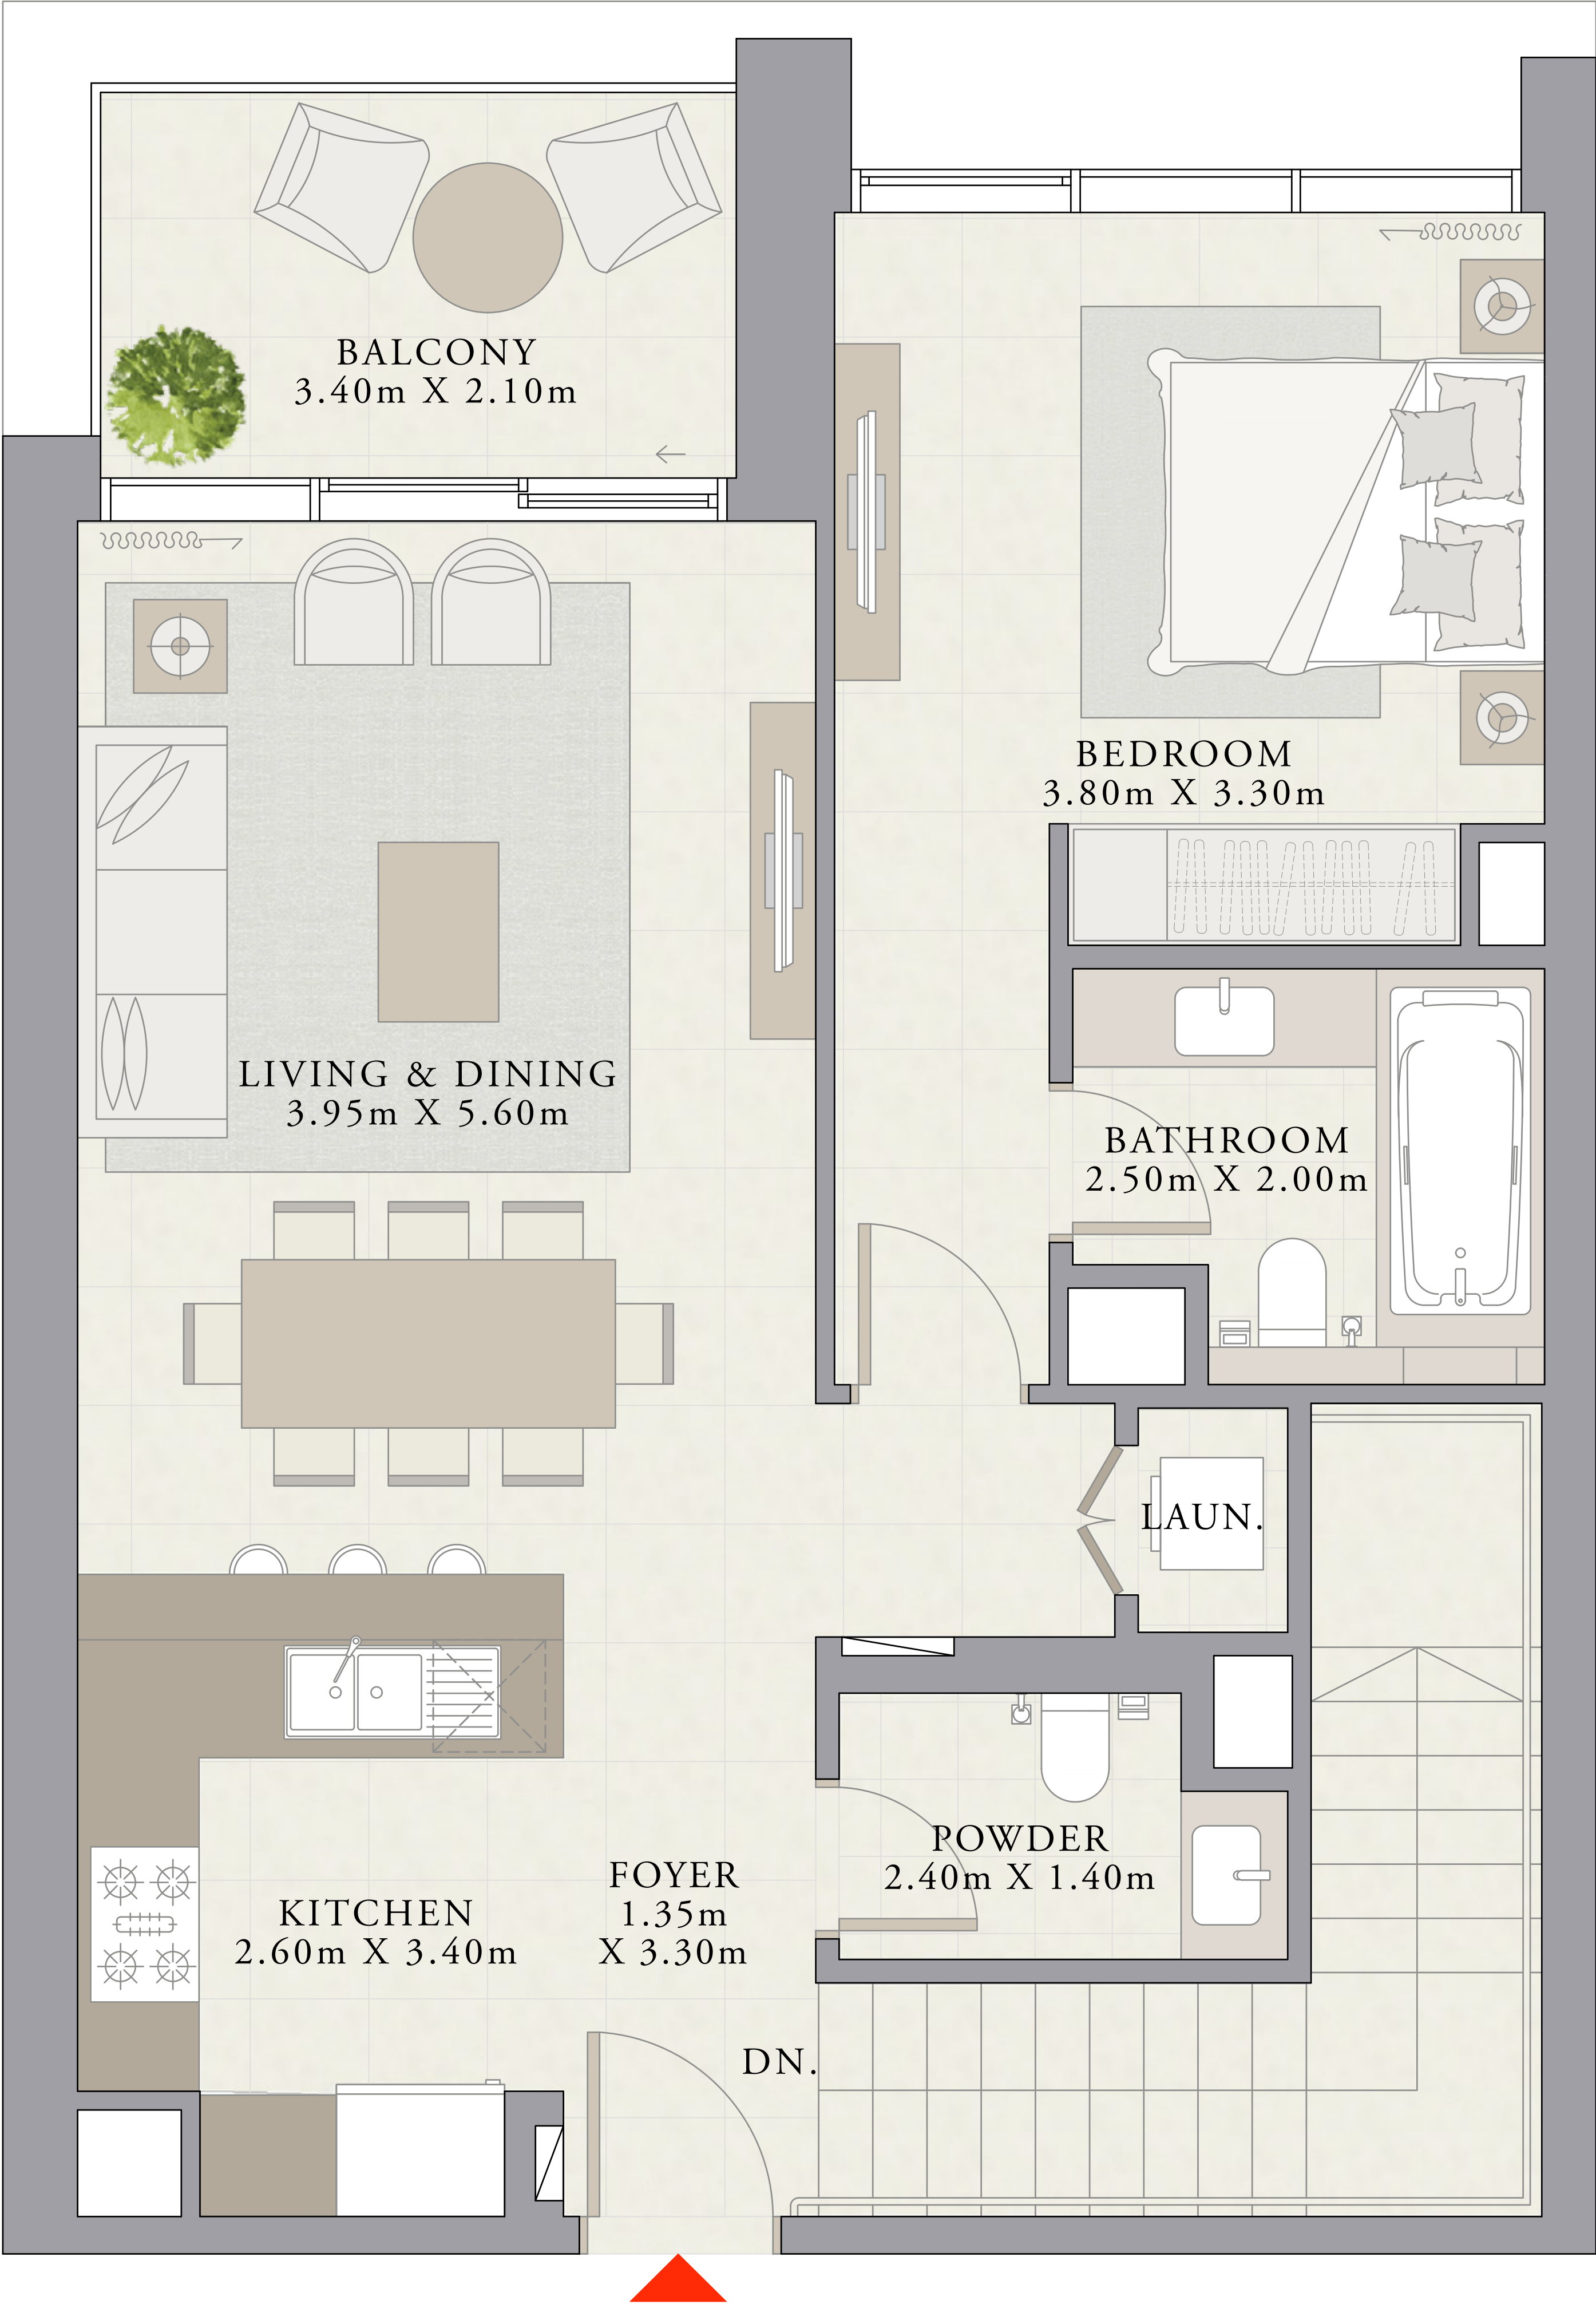 BALCONY
3.40m X 2.10m
BEDROOM
3.80m X 3.30m
LIVING & DINING
3.95m X 5.60m
BATHROOM
2.50m X 2.00m
LAUN.
POWDER
2.40m X 1.40m
FOYER
1.35m
X 3.30m
KITCHEN
2.60m X 3.40m
DN.